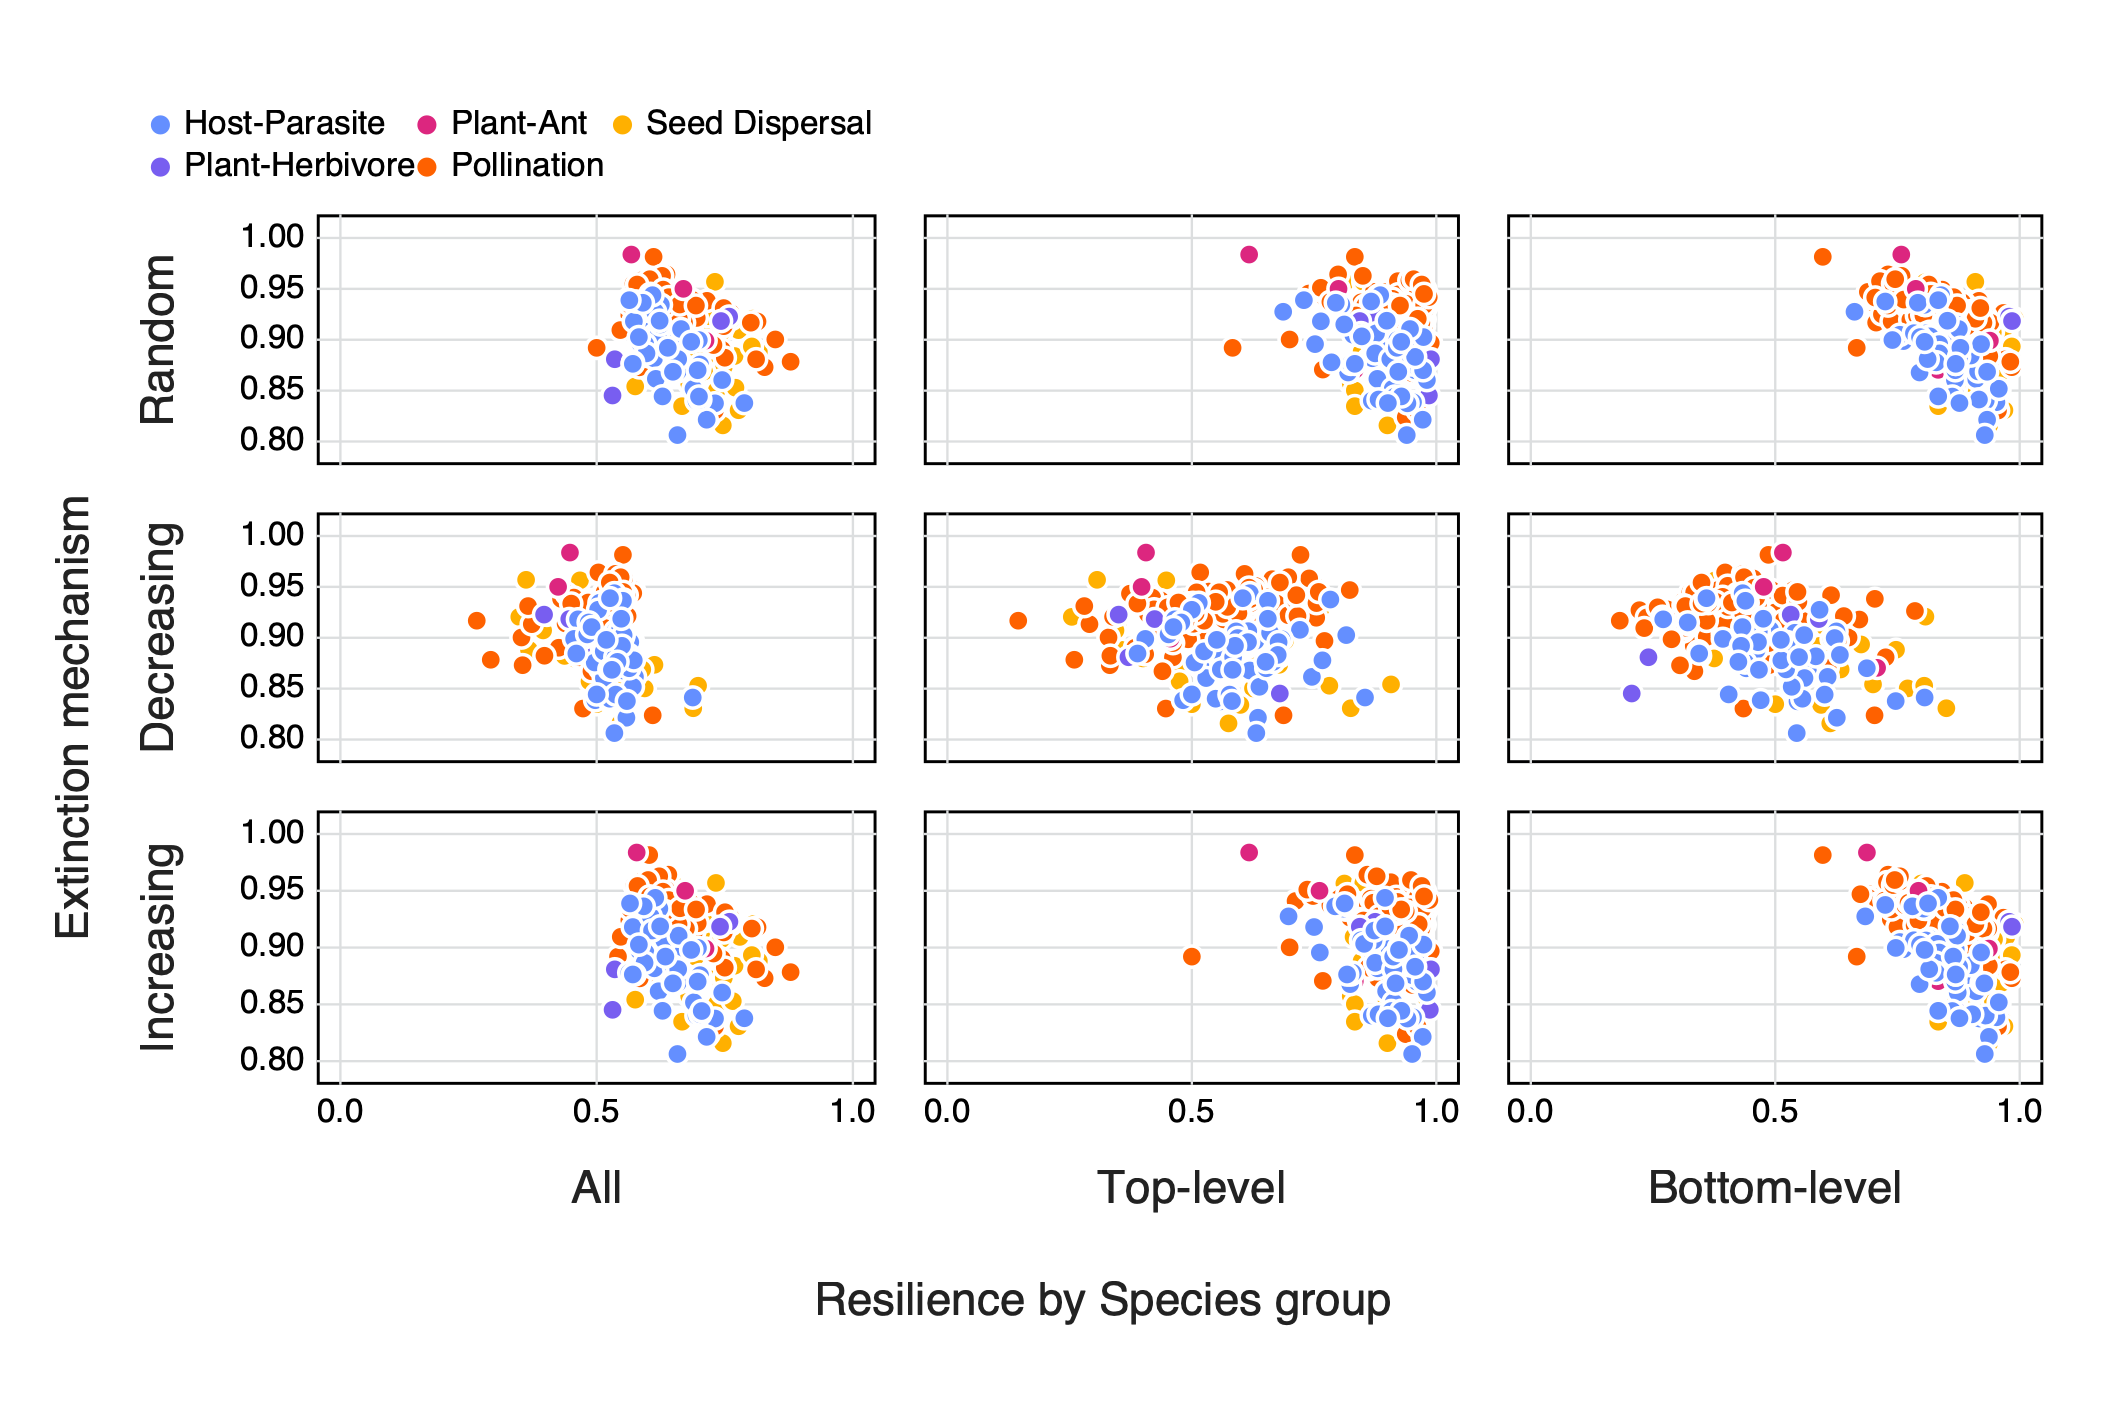 Host-Parasite Plant-Ant Seed Dispersal
Plant-Herbivore Pollination
Extinction mechanism
Random
1.00
0.95
0.90
0.85
0.80
Decreasing
1.00
0.95
0.90
0.85
0.80
Increasing
1.00
0.95
0.90
0.85
0.80
0.0 0.5 1.0 0.0 0.5 1.0 0.0 0.5 1.0
All Top-level Bottom-level
Resilience by Species group